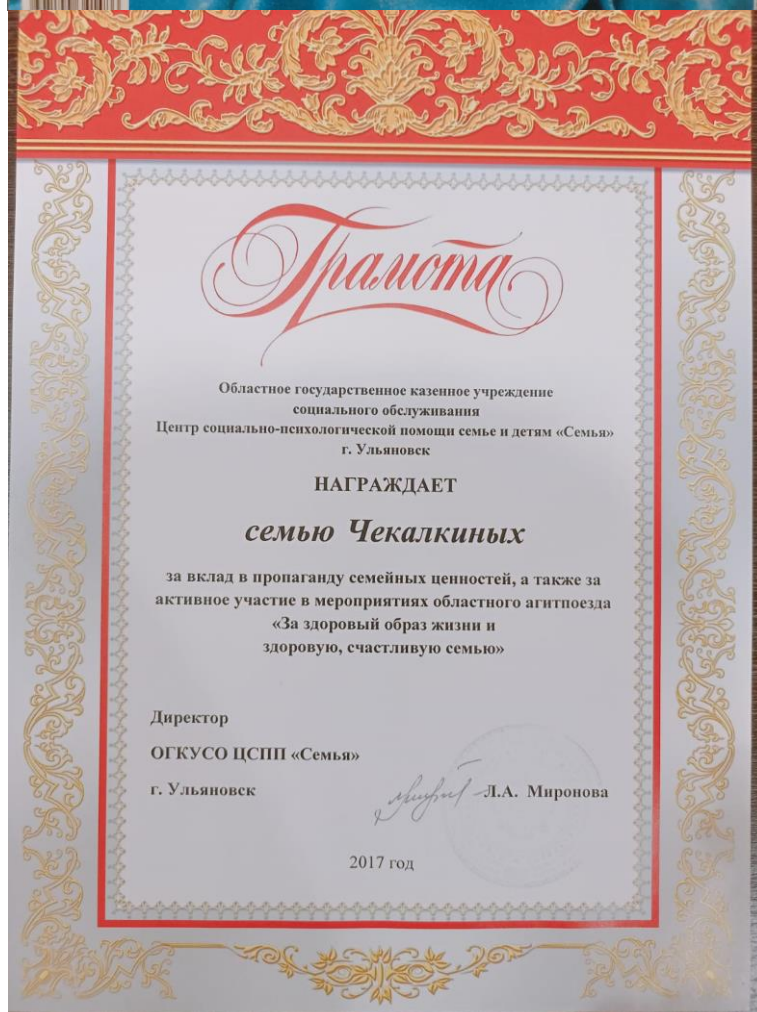 Грамота
Областное государственное казенное учреждение
социального обслуживания
Центр социально-психологической помощи семье и детям «Семья»
г. Ульяновск
НАГРАЖДАЕТ
семью Чекалкиных
за вклад в пропаганду семейных ценностей, а также за
активное участие в мероприятиях областного агитпоезда
«За здоровый образ жизни и
здоровую, счастливую семью»
Директор
ОГКУСО ЦСПП «Семья»
г. Ульяновск
Л.А. Миронова
2017 год